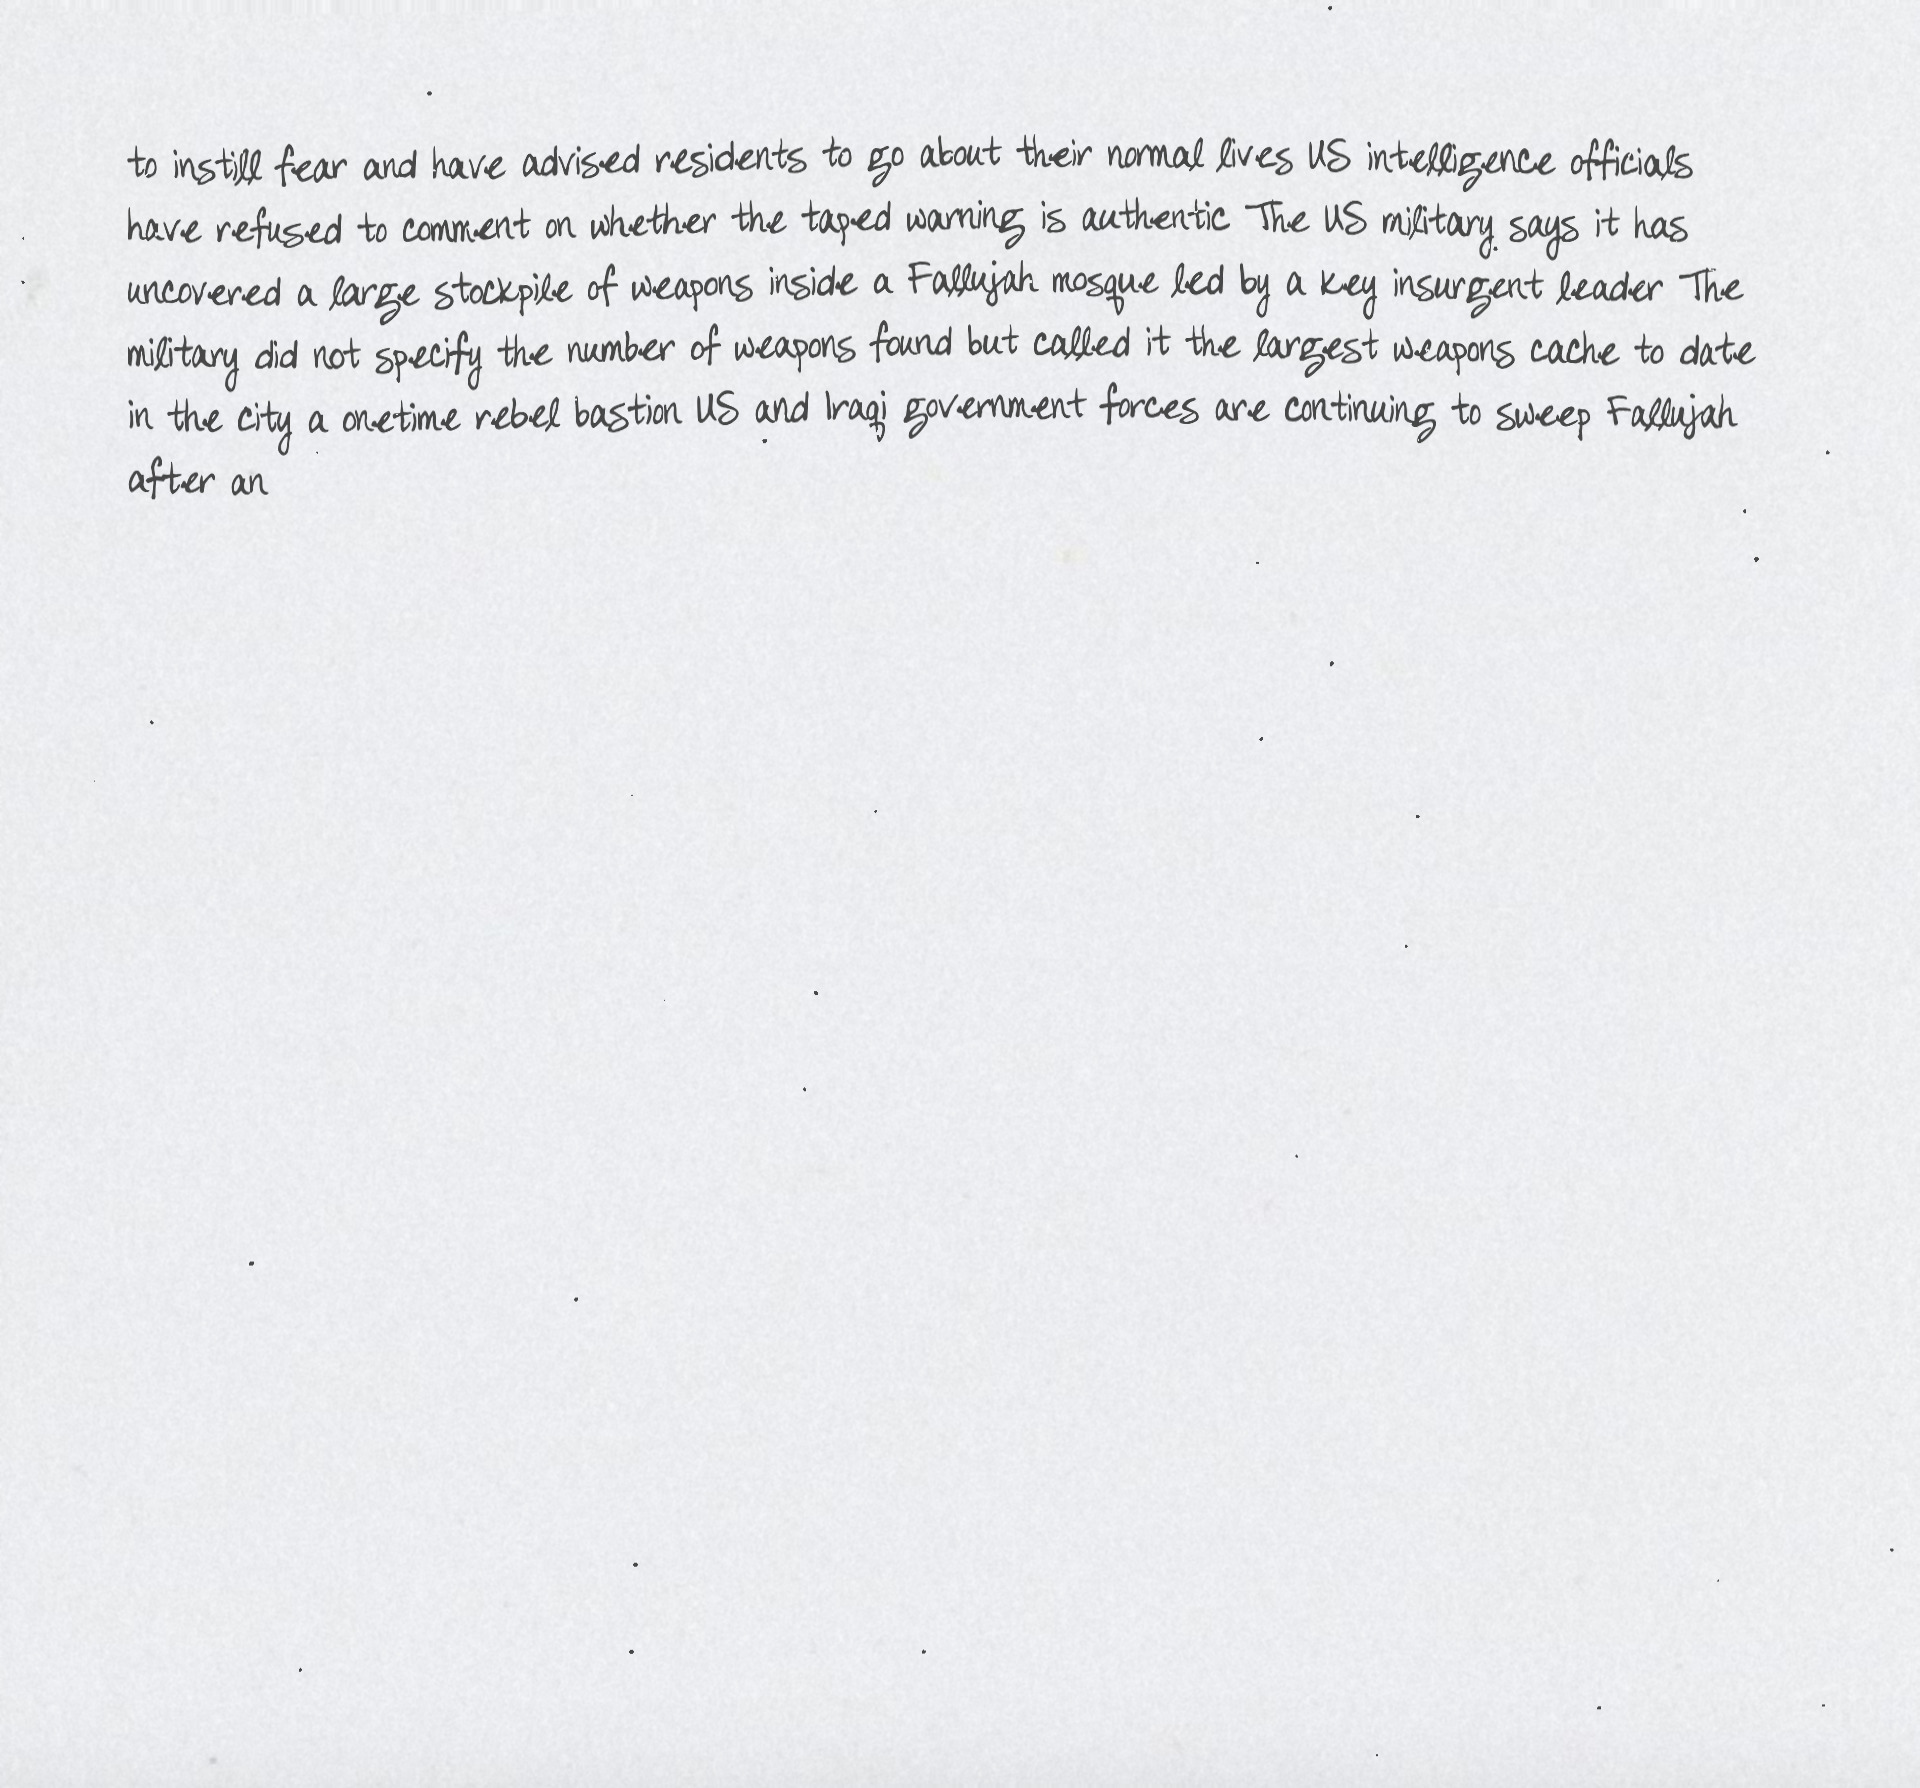 to instill fear and have advised residents to go about their normal lives US intelligence officials
have refused to comment on whether the taped warning is authentic The US military says it has
uncovered a large stockpile of weapons inside a Fallujah mosque led by a key insurgent leader The
military did not specify the number of weapons found but called it the largest weapons cache to date
in the city a onetime rebel bastion US and Iraqi government forces are continuing to sweep Fallujah
after an